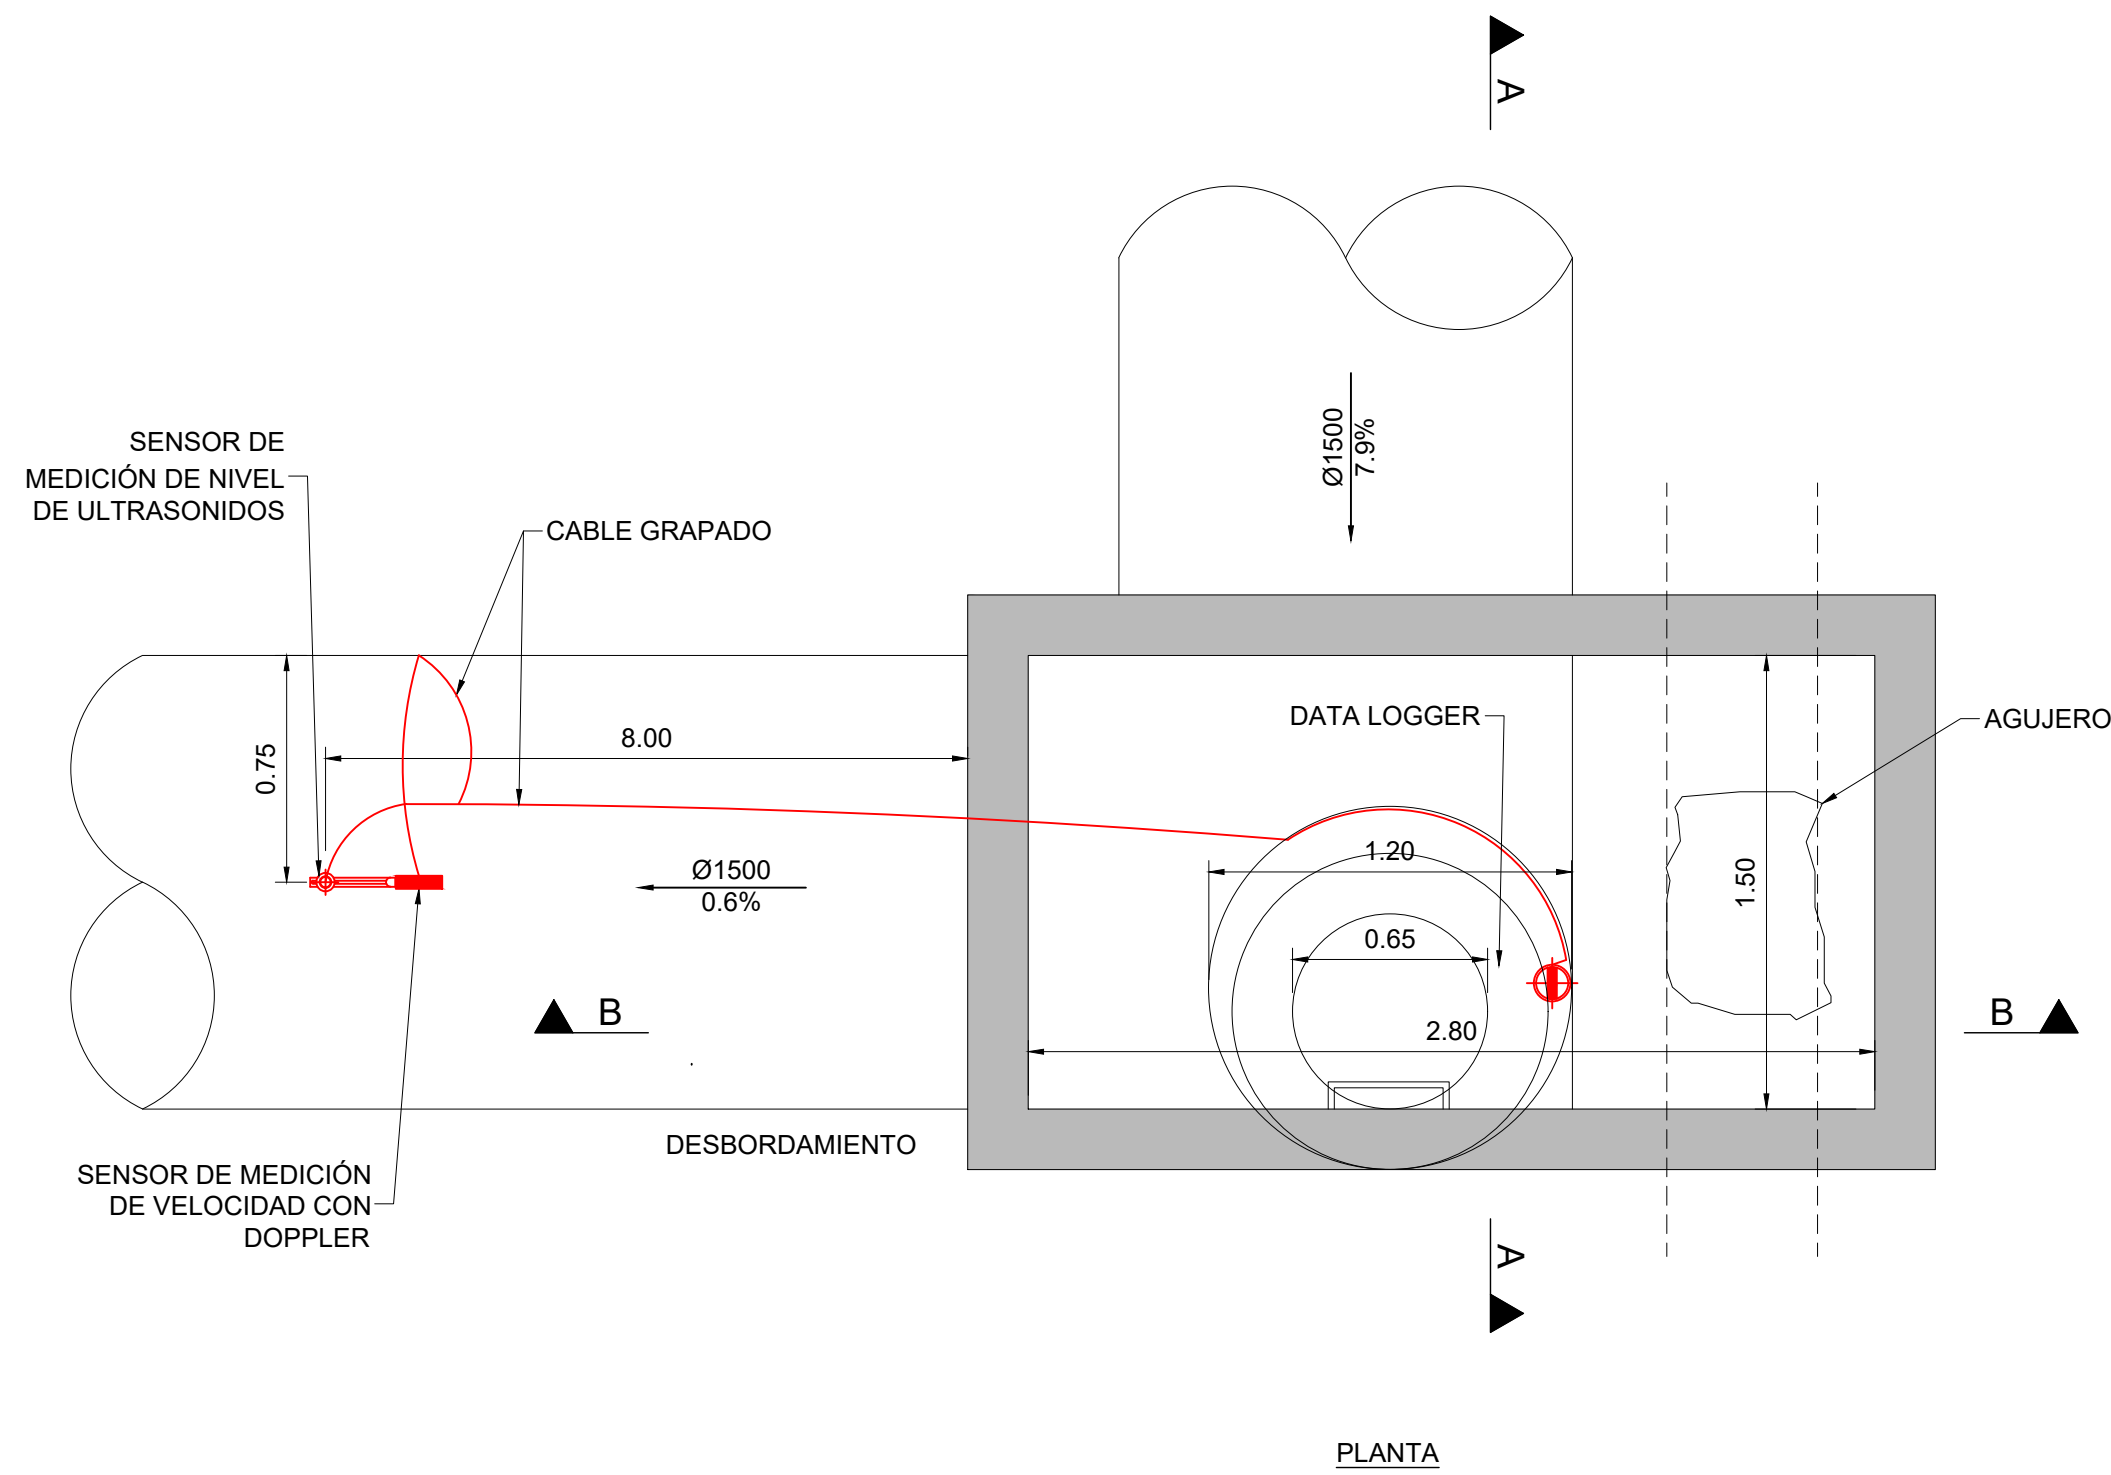 A
Ø1500
7.9%
SENSOR DE
MEDICIÓN DE NIVEL
DE ULTRASONIDOS
CABLE GRAPADO
DATA LOGGER
AGUJERO
8.00
0.75
1.20
1.50
Ø1500
0.6%
0.65
B
2.80
B
DESBORDAMIENTO
SENSOR DE MEDICIÓN
DE VELOCIDAD CON
DOPPLER
A
PLANTA